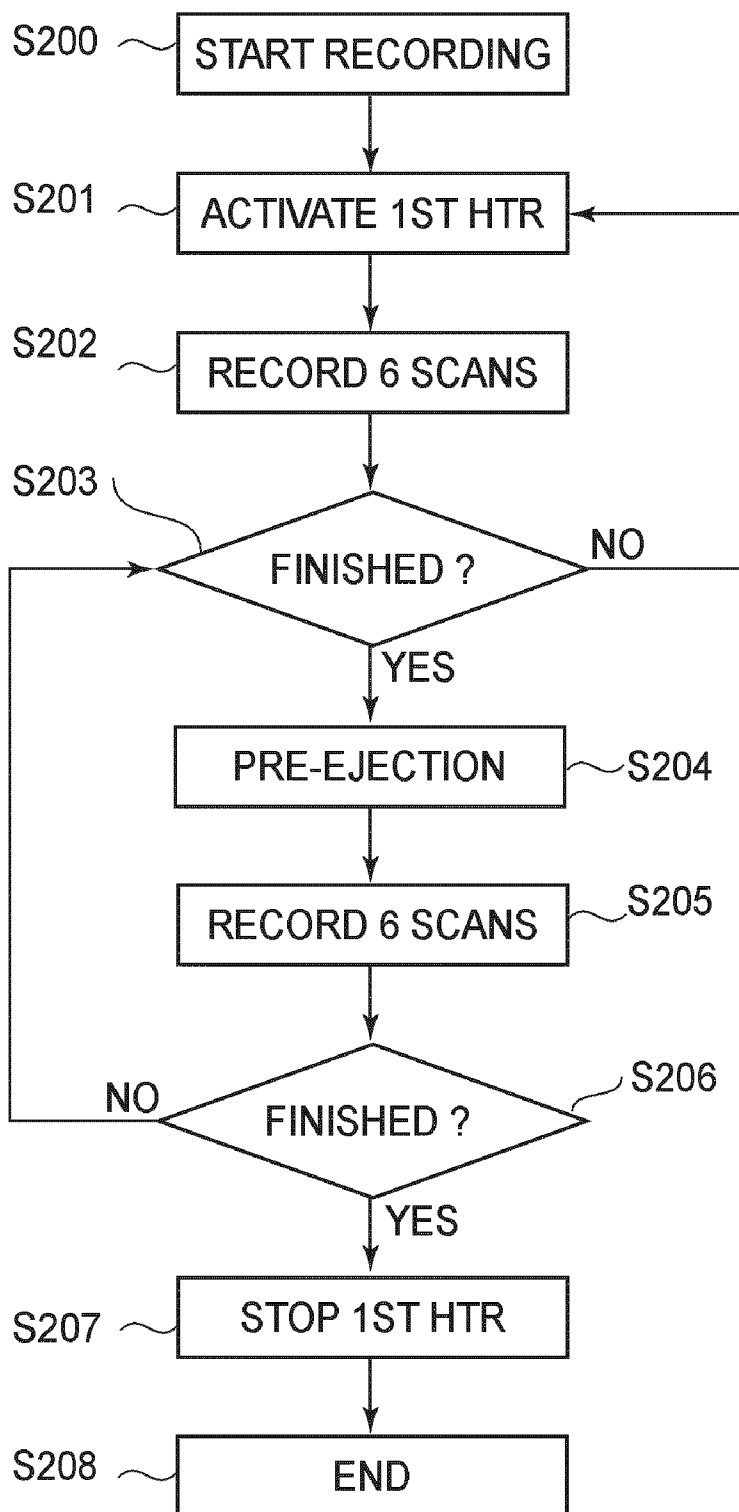 S200
START RECORDING
S201
ACTIVATE 1ST HTR
S202
RECORD 6 SCANS
S203
FINISHED ?
NO
YES
PRE-EJECTION
S204
RECORD 6 SCANS
S205
S206
NO
FINISHED ?
YES
STOP 1ST HTR
S207
S208
END